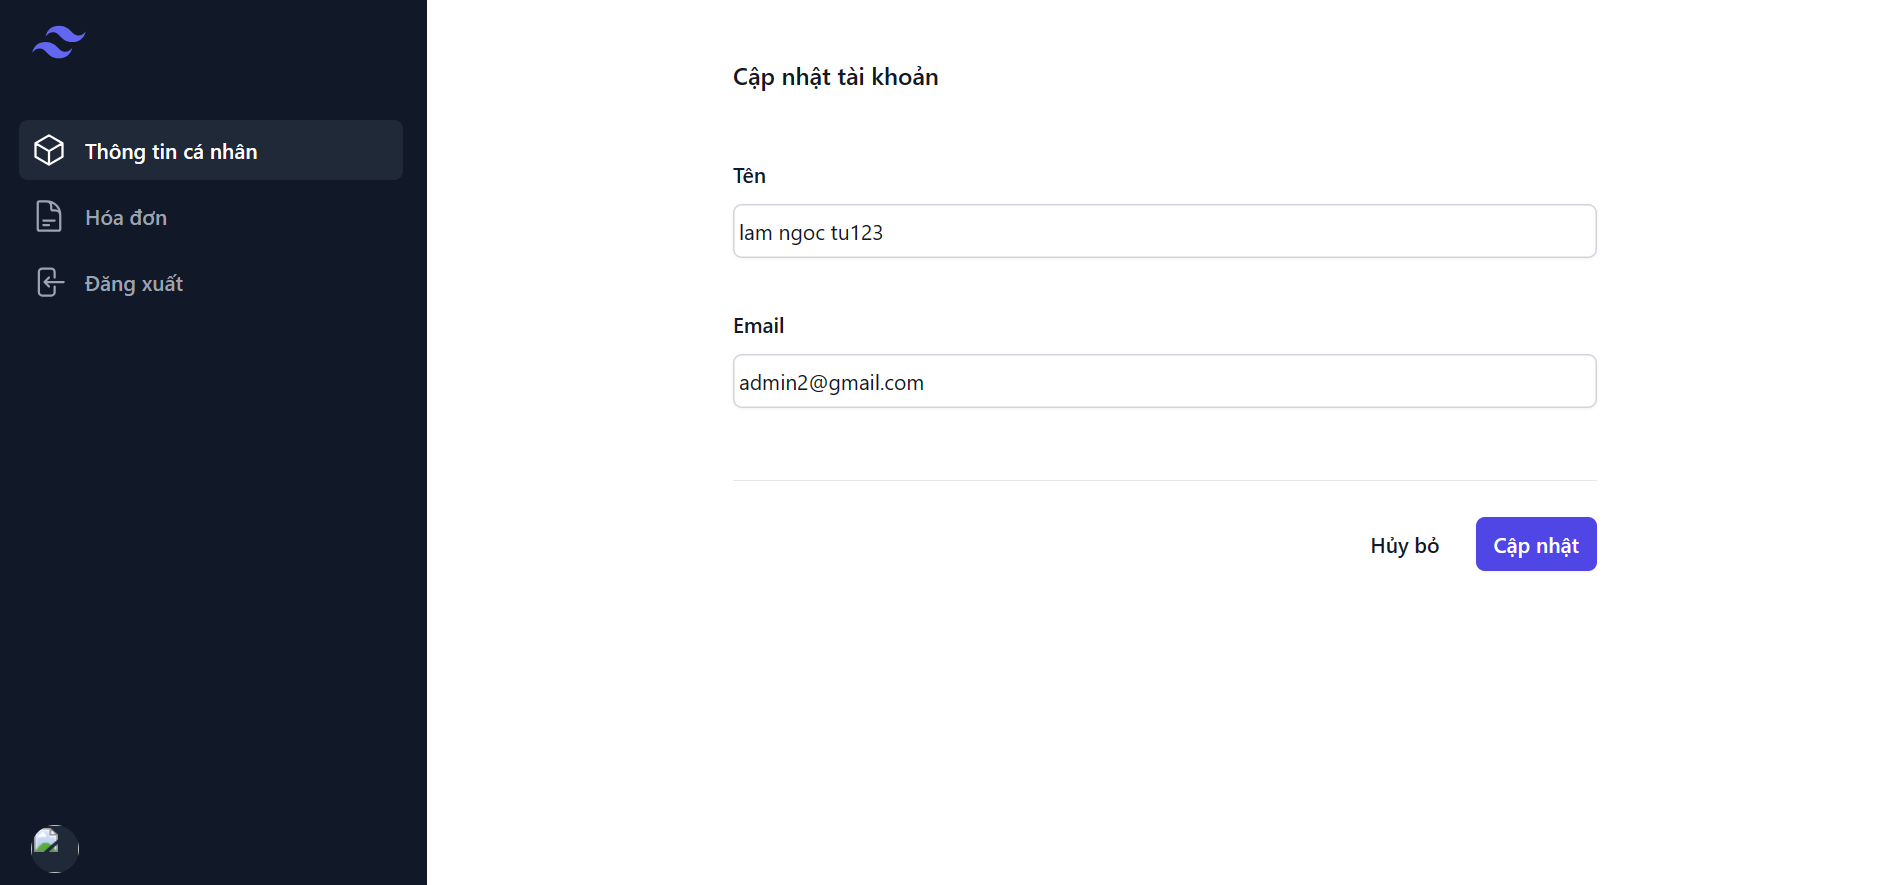 Thông tin cá nhân
Hóa đơn
Đăng xuất
Cập nhật tài khoản
Tên
lam ngoc tu123
Email
admin2@gmail.com
Hủy bỏ
Cập nhật